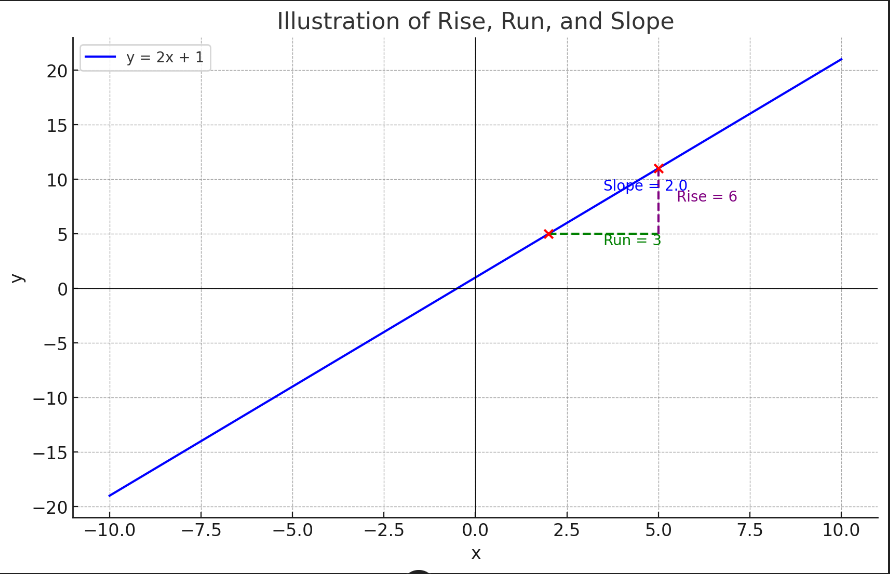 Illustration of Rise, Run, and Slope
y = 2x + 1
20
15
10
5
0
−5
−10
−15
−20
y
Slope = 2.0
Rise = 6
Run = 3
−10.0 −7.5 −5.0 −2.5 0.0 2.5 5.0 7.5 10.0
x